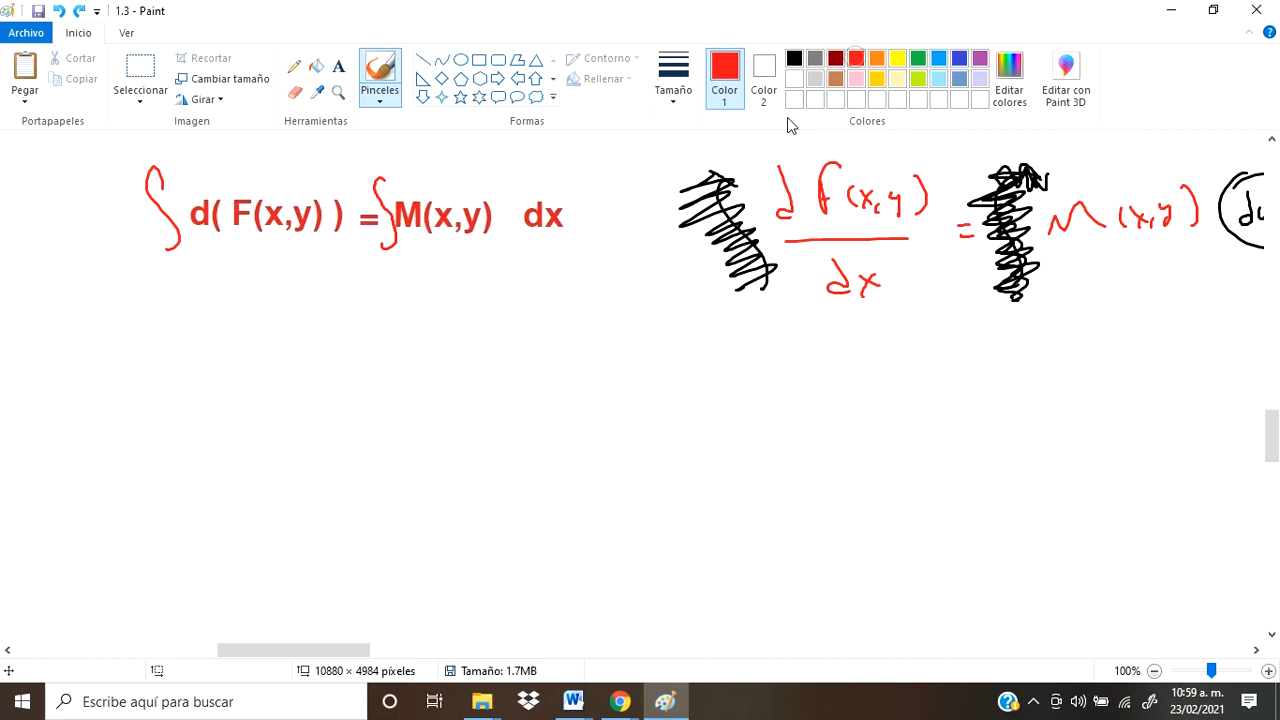 1.3 - Paint
Archivo Inicio Ver
Pegar
Cortar
Copiar
Portapapeles
Seleccionar
Recortar
Cambiar tamaño
Girar
Imagen
A
Herramientas
Pinceles
Contorno
Rellenar
Formas
Tamaño
Color 1
Color 2
Editar colores
Colores
Editar con Paint 3D
∫ d( F(x,y) ) = ∫ M(x,y) dx
d F(x,y)
= M (x,y)
dx
10880 × 4984 píxeles
Tamaño: 1.7MB
100%
Escribe aquí para buscar
10:59 a. m.
23/02/2021